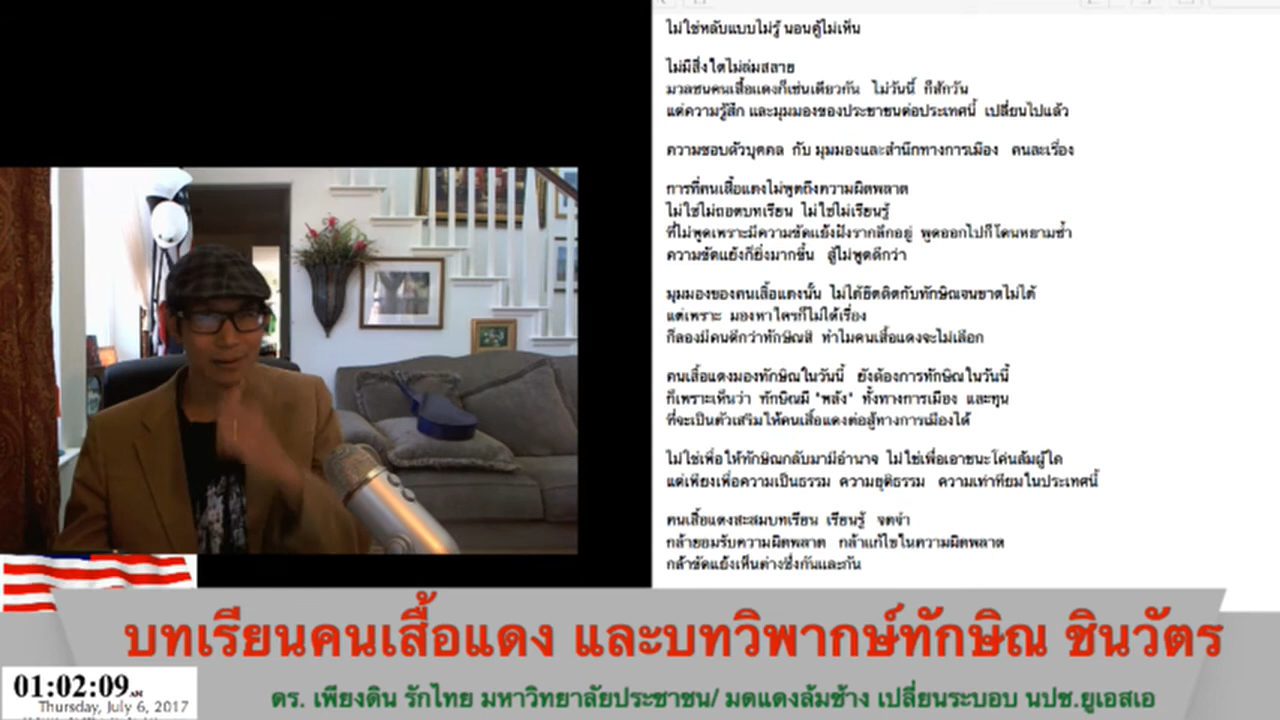 ไม่ใช่หลับแบบไม่รู้ นอนคู้ไม่เห็น
ไม่มีสิ่งใดไม่ล่มสลาย
มวลชนคนเสื้อแดงก็เช่นเดียวกัน ไม่วันนี้ ก็สักวัน
แต่ความรู้สึก และมุมมองของประชาชนต่อประเทศนี้ เปลี่ยนไปแล้ว
ความชอบตัวบุคคล กับ มุมมองและสำนึกทางการเมือง คนละเรื่อง
การที่คนเสื้อแดงไม่พูดถึงความผิดพลาด
ไม่ใช่ไม่ถอดบทเรียน ไม่ใช่ไม่เรียนรู้
ที่ไม่พูดเพราะมีความขัดแย้งฝังรากลึกอยู่ พูดออกไปก็โดนหยามซ้ำ
ความขัดแย้งก็ยิ่งมากขึ้น สู้ไม่พูดดีกว่า
มุมมองของคนเสื้อแดงนั้น ไม่ได้ยึดติดกับทักษิณจนขาดไม่ได้
แต่เพราะ มองหาใครก็ไม่ได้เรื่อง
ก็ลองมีคนดีกว่าทักษิณสิ ทำไมคนเสื้อแดงจะไม่เลือก
คนเสื้อแดงมองทักษิณในวันนี้ ยังต้องการทักษิณในวันนี้
ก็เพราะเห็นว่า ทักษิณมี "พลัง" ทั้งทางการเมือง และทุน
ที่จะเป็นตัวเสริมให้คนเสื้อแดงต่อสู้ทางการเมืองได้
ไม่ใช่เพื่อให้ทักษิณกลับมามีอำนาจ ไม่ใช่เพื่อเอาชนะโค่นล้มผู้ใด
แต่เพียงเพื่อความเป็นธรรม ความยุติธรรม ความเท่าเทียมในประเทศนี้
คนเสื้อแดงสะสมบทเรียน เรียนรู้ จดจำ
กล้ายอมรับความผิดพลาด กล้าแก้ไขในความผิดพลาด
กล้าขัดแย้งเห็นต่างซึ่งกันและกัน
บทเรียนคนเสื้อแดง และบทวิพากษ์ทักษิณ ชินวัตร
01:02:09 AM
Thursday, July 6, 2017
ดร. เพียงดิน รักไทย มหาวิทยาลัยประชาชน/ มดแดงล้มช้าง เปลี่ยนระบอบ นปช.ยูเอสเอ